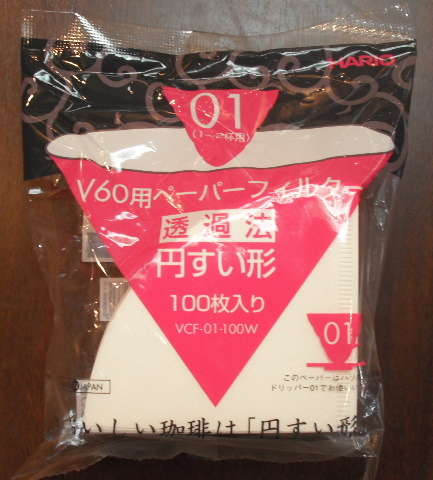 HARIO
01
(1〜2杯用)
V60用ペーパーフィルター
透過法
円すい形
100枚入り
VCF-01-100W
01
このペーパーはハリ
ドリッパー01でお使い
JAPAN
いしい珈琲は「円すい形